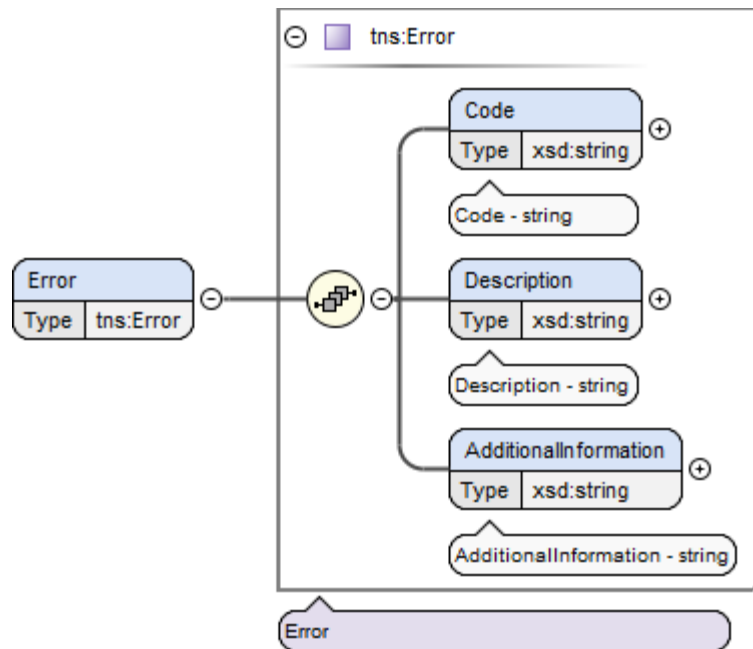 tns:Error
Code
Type xsd:string
Code - string
Error
Type tns:Error
Description
Type xsd:string
Description - string
AdditionalInformation
Type xsd:string
AdditionalInformation - string
Error